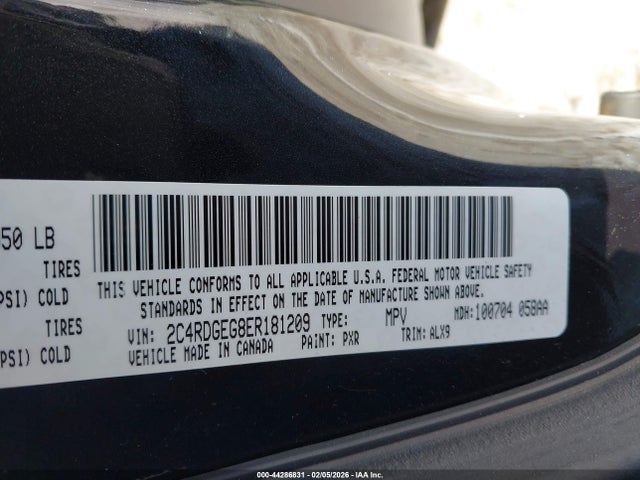 50 LB
TIRES
PSI) COLD
TIRES
PSI) COLD
THIS VEHICLE CONFORMS TO ALL APPLICABLE U.S.A. FEDERAL MOTOR VEHICLE SAFETY
STANDARDS IN EFFECT ON THE DATE OF MANUFACTURE SHOWN ABOVE.
VIN: 2C4RDGEG8ER181209 TYPE: MPV MDH: 100704 058AA
VEHICLE MADE IN CANADA PAINT: PXR TRIM: ALX9
000-44286831 - 02/05/2026 - IAA Inc.